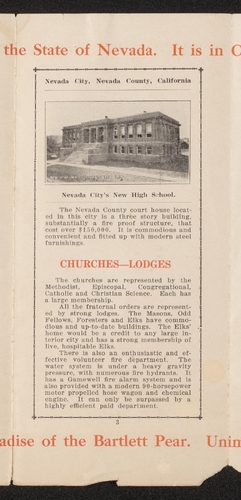 the State of Nevada. It is in C
Nevada City, Nevada County, California
Nevada City's New High School.
The Nevada County court house locat-
ed in this city is a three story building,
substantially a fire proof structure, that
cost over $150,000. It is commodious and
convenient and fitted up with modern steel
furnishings.
CHURCHES—LODGES
The churches are represented by the
Methodist, Episcopal, Congregational,
Catholic and Christian Science. Each has
a large membership.
All the fraternal orders are represent-
ed by strong lodges. The Masons, Odd
Fellows, Foresters and Elks have commo-
dious and up-to-date buildings. The Elks'
home would be a credit to any large in-
terior city and has a strong membership of
live, hospitable Elks.
There is also an enthusiastic and ef-
fective volunteer fire department. The
water system is under a heavy gravity
pressure, with numerous fire hydrants. It
has a Gamewell fire alarm system and is
also provided with a modern 90-horsepower
motor propelled hose wagon and chemical
engine. It can only be surpassed by a
highly efficient paid department.
3
adise of the Bartlett Pear. Unim